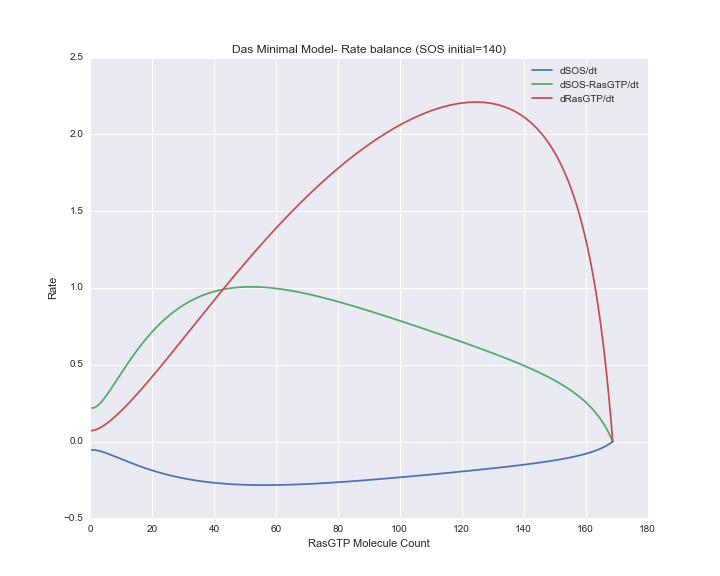 Das Minimal Model- Rate balance (SOS initial=140)
2.5
2.0
1.5
1.0
0.5
0.0
−0.5
Rate
dSOS/dt
dSOS-RasGTP/dt
dRasGTP/dt
0 20 40 60 80 100 120 140 160 180
RasGTP Molecule Count